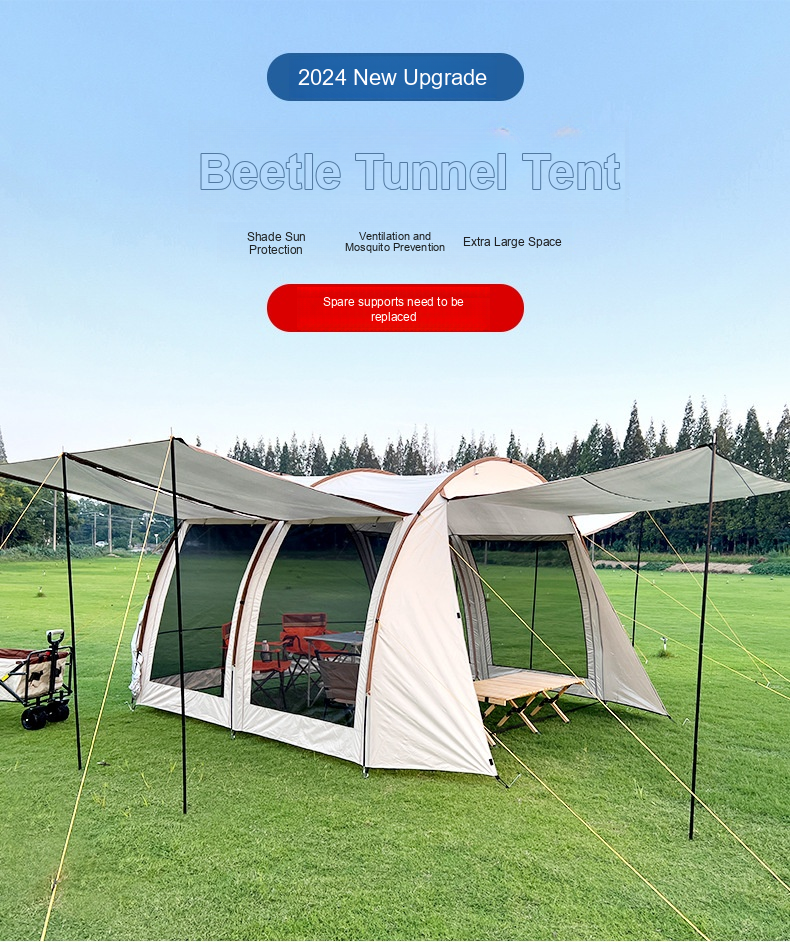 2024 New Upgrade
Beetle Tunnel Tent
Shade Sun
Protection
Ventilation and
Mosquito Prevention
Extra Large Space
Spare supports need to be
replaced